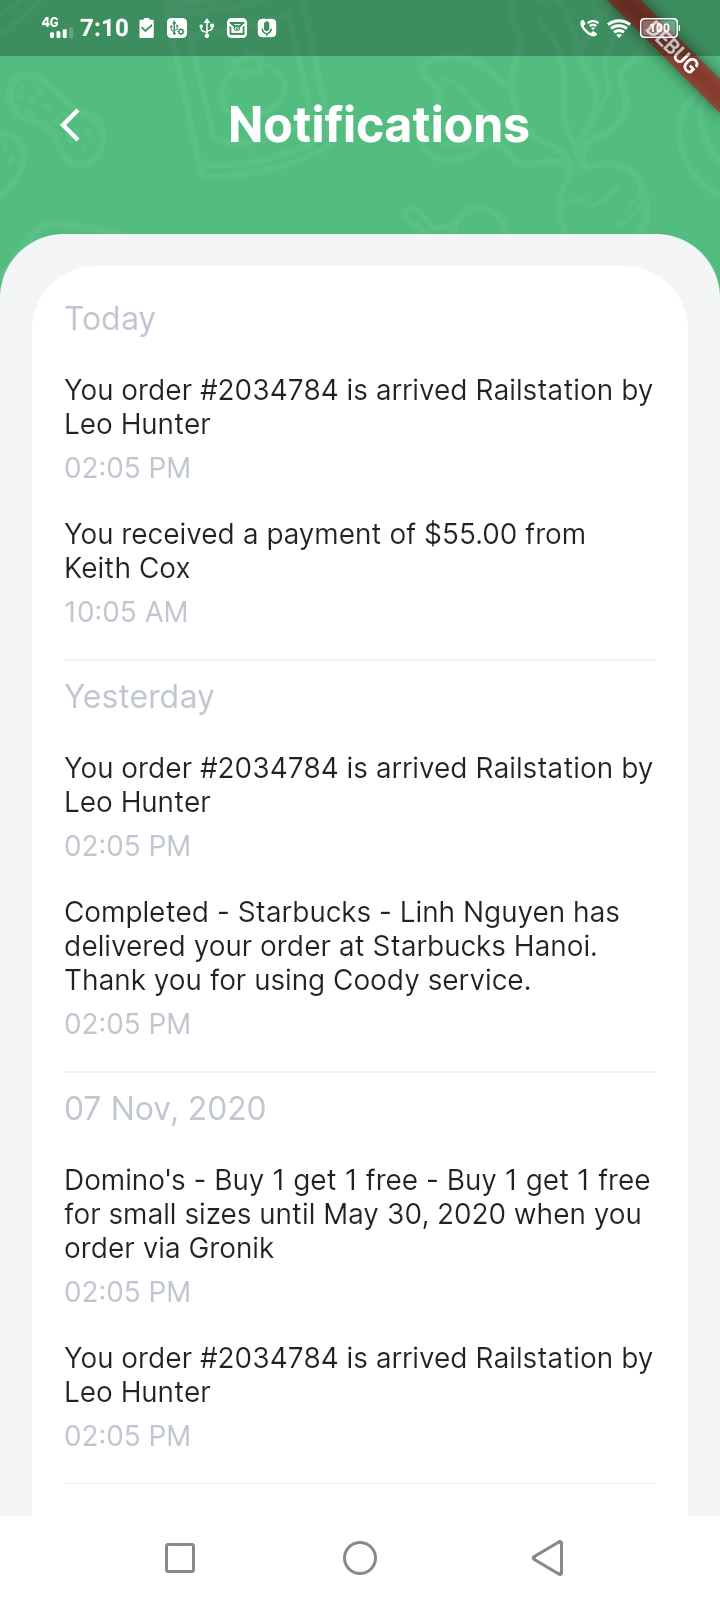 4G 7:10 100
DEBUG
Notifications
Today
You order #2034784 is arrived Railstation by
Leo Hunter
02:05 PM
You received a payment of $55.00 from
Keith Cox
10:05 AM
Yesterday
You order #2034784 is arrived Railstation by
Leo Hunter
02:05 PM
Completed - Starbucks - Linh Nguyen has
delivered your order at Starbucks Hanoi.
Thank you for using Coody service.
02:05 PM
07 Nov, 2020
Domino's - Buy 1 get 1 free - Buy 1 get 1 free
for small sizes until May 30, 2020 when you
order via Gronik
02:05 PM
You order #2034784 is arrived Railstation by
Leo Hunter
02:05 PM